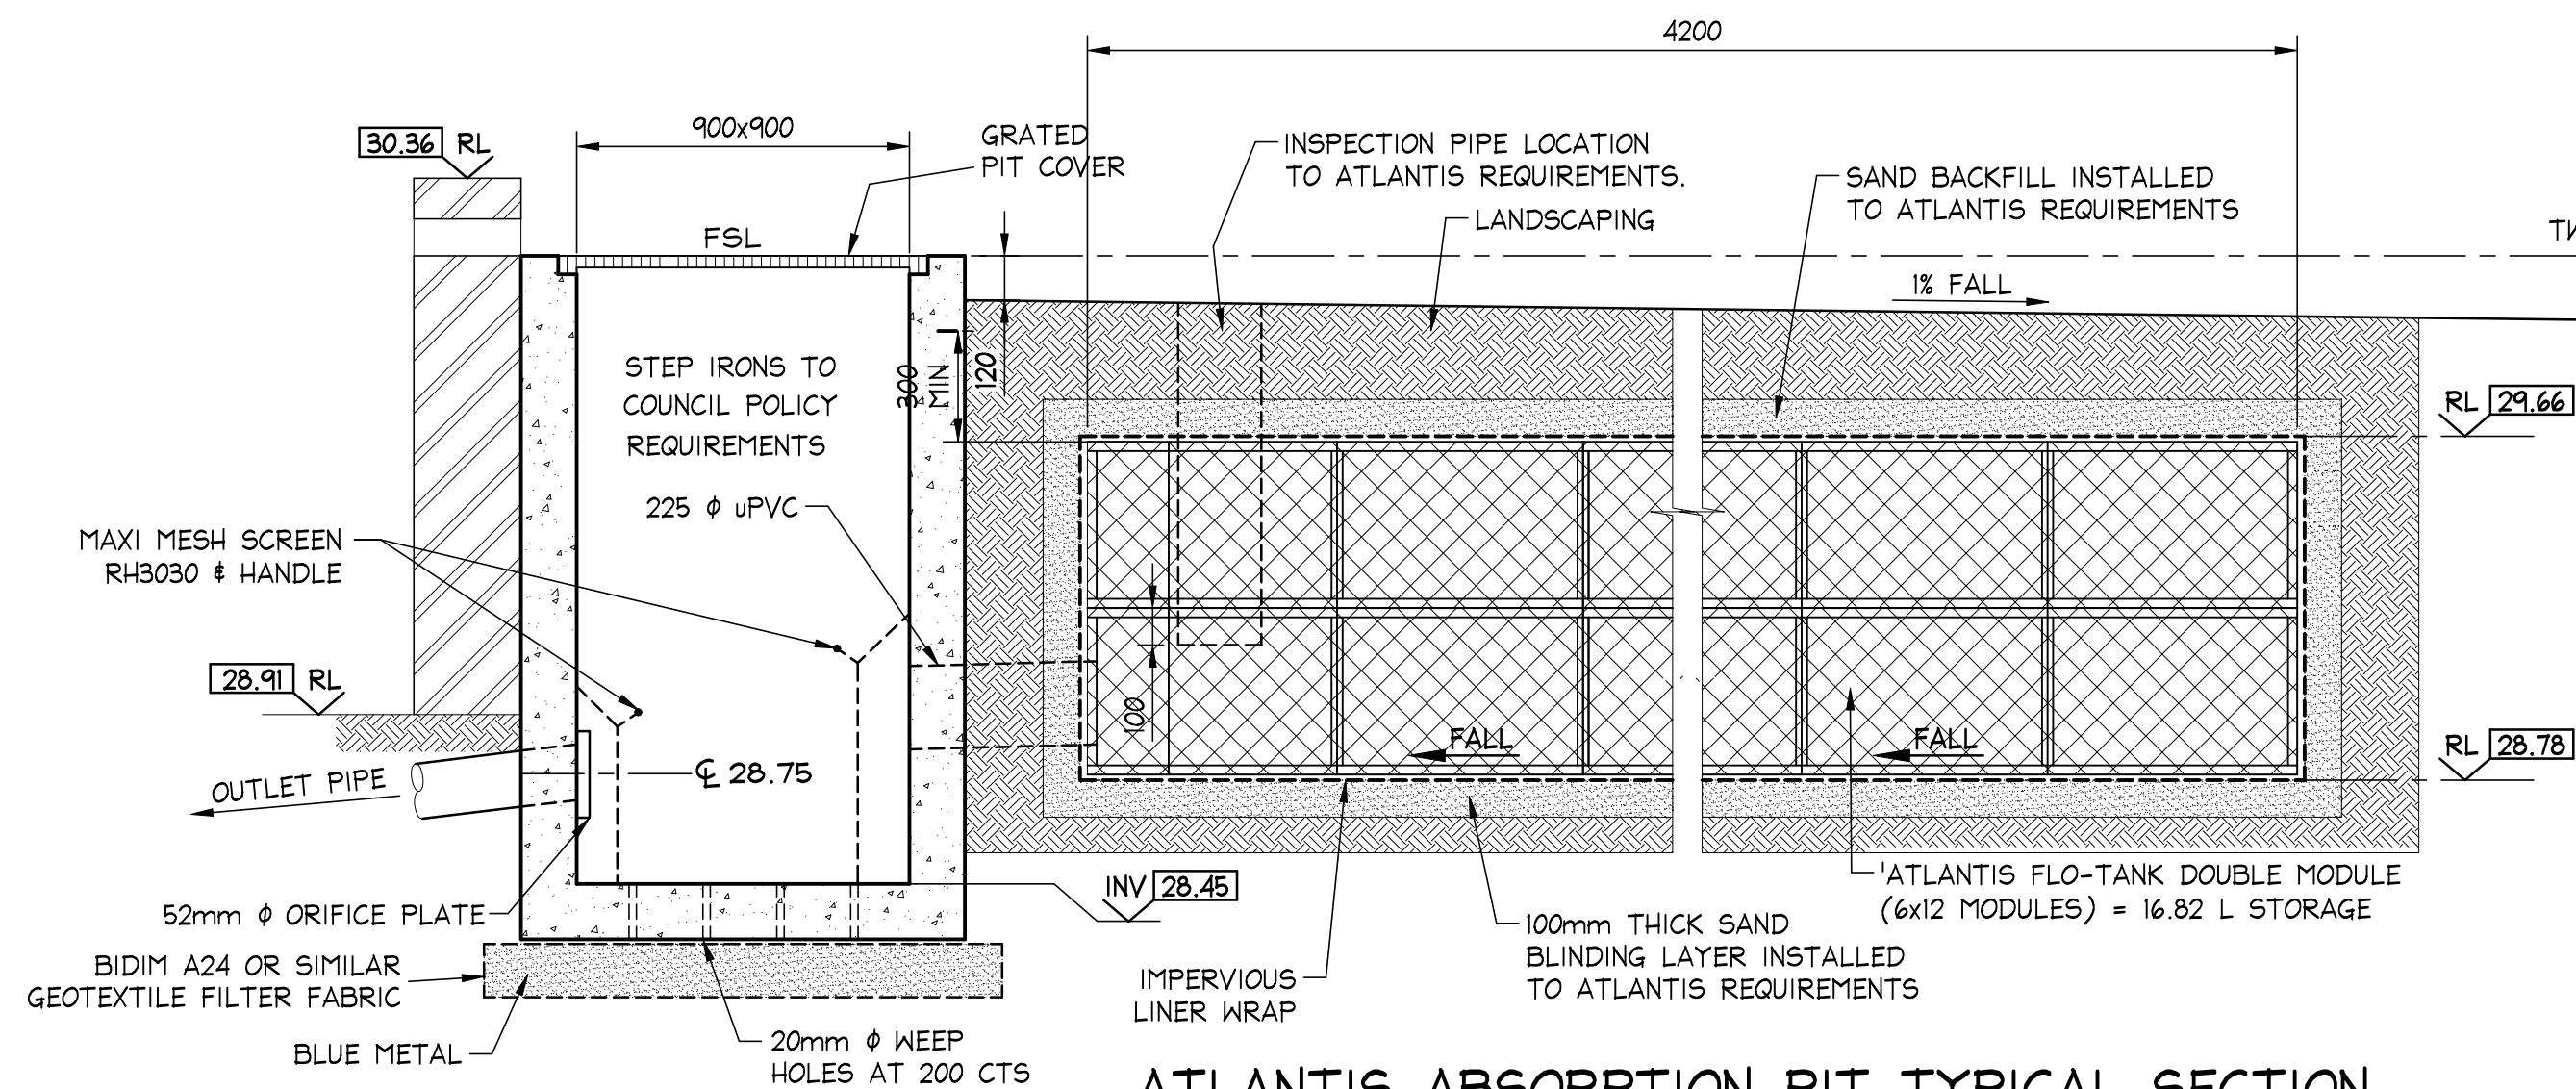 4200
900x900
GRATED
PIT COVER
30.36 RL
INSPECTION PIPE LOCATION
TO ATLANTIS REQUIREMENTS.
SAND BACKFILL INSTALLED
TO ATLANTIS REQUIREMENTS
LANDSCAPING
FSL
1% FALL
STEP IRONS TO
COUNCIL POLICY
REQUIREMENTS
300
MIN
120
RL 29.66
225 ϕ uPVC
MAXI MESH SCREEN
RH3030 & HANDLE
28.91 RL
100
FALL
FALL
RL 28.78
OUTLET PIPE
℄ 28.75
INV 28.45
'ATLANTIS FLO-TANK DOUBLE MODULE
(6x12 MODULES) = 16.82 L STORAGE
52mm ϕ ORIFICE PLATE
100mm THICK SAND
BLINDING LAYER INSTALLED
TO ATLANTIS REQUIREMENTS
BIDIM A24 OR SIMILAR
GEOTEXTILE FILTER FABRIC
IMPERVIOUS
LINER WRAP
BLUE METAL
20mm ϕ WEEP
HOLES AT 200 CTS
ATLANTIS ABSORPTION PIT TYPICAL SECTION